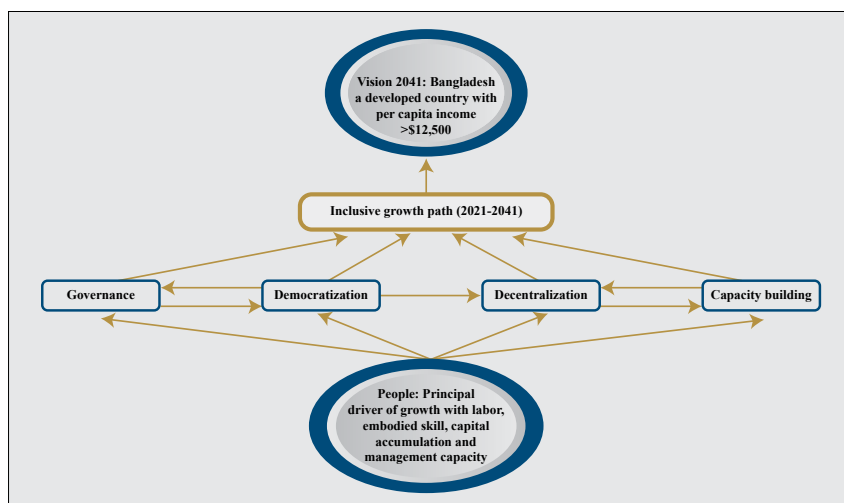 Vision 2041: Bangladesh
a developed country with
per capita income
>$12,500
Inclusive growth path (2021-2041)
Governance
Democratization
Decentralization
Capacity building
People: Principal
driver of growth with labor,
embodied skill, capital
accumulation and
management capacity